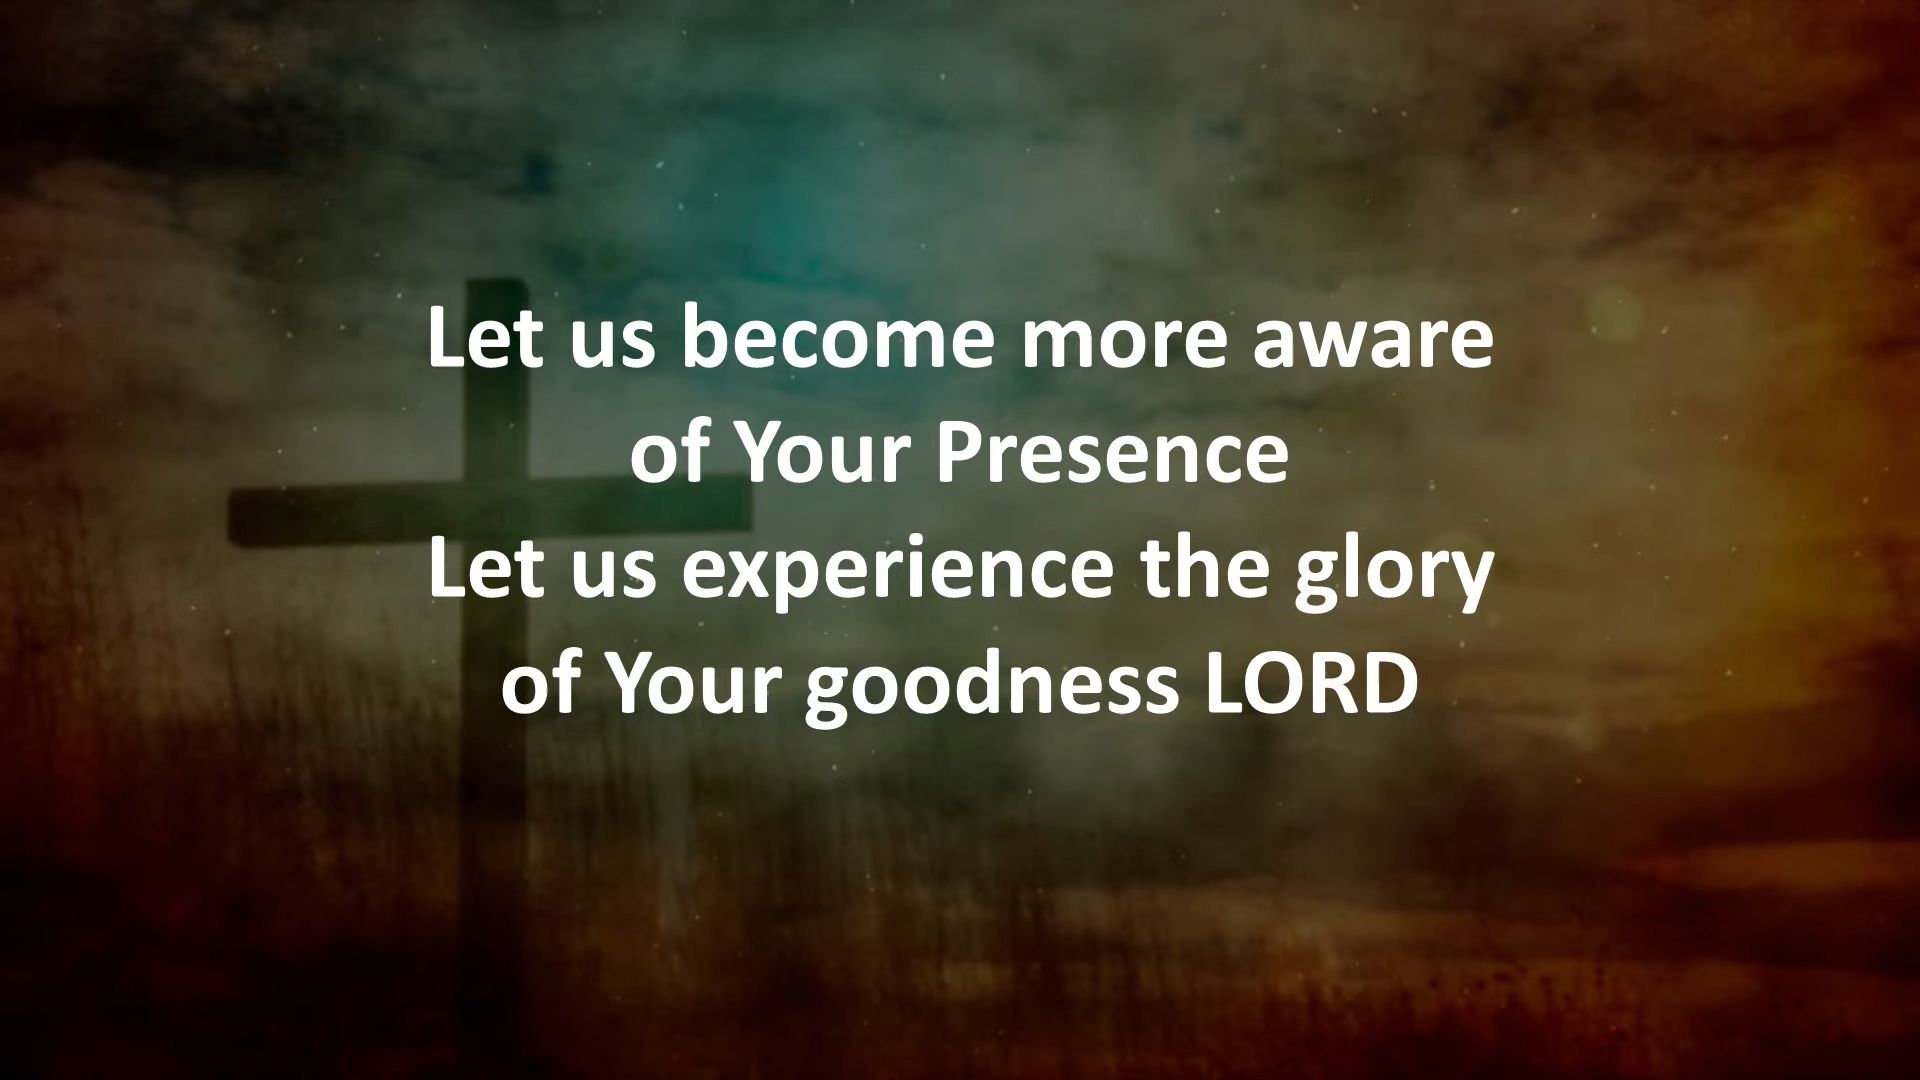 Let us become more aware
of Your Presence
Let us experience the glory
of Your goodness LORD